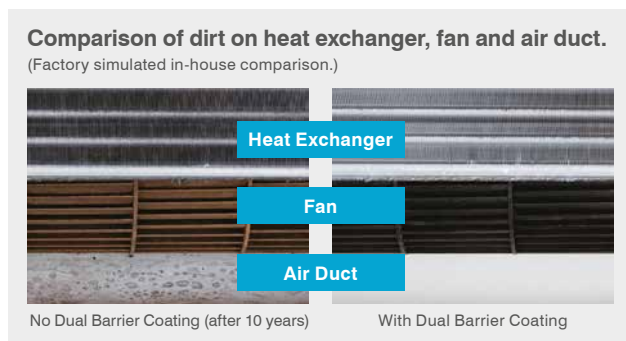 Comparison of dirt on heat exchanger, fan and air duct.
(Factory simulated in-house comparison.)
Heat Exchanger
Fan
Air Duct
No Dual Barrier Coating (after 10 years)
With Dual Barrier Coating